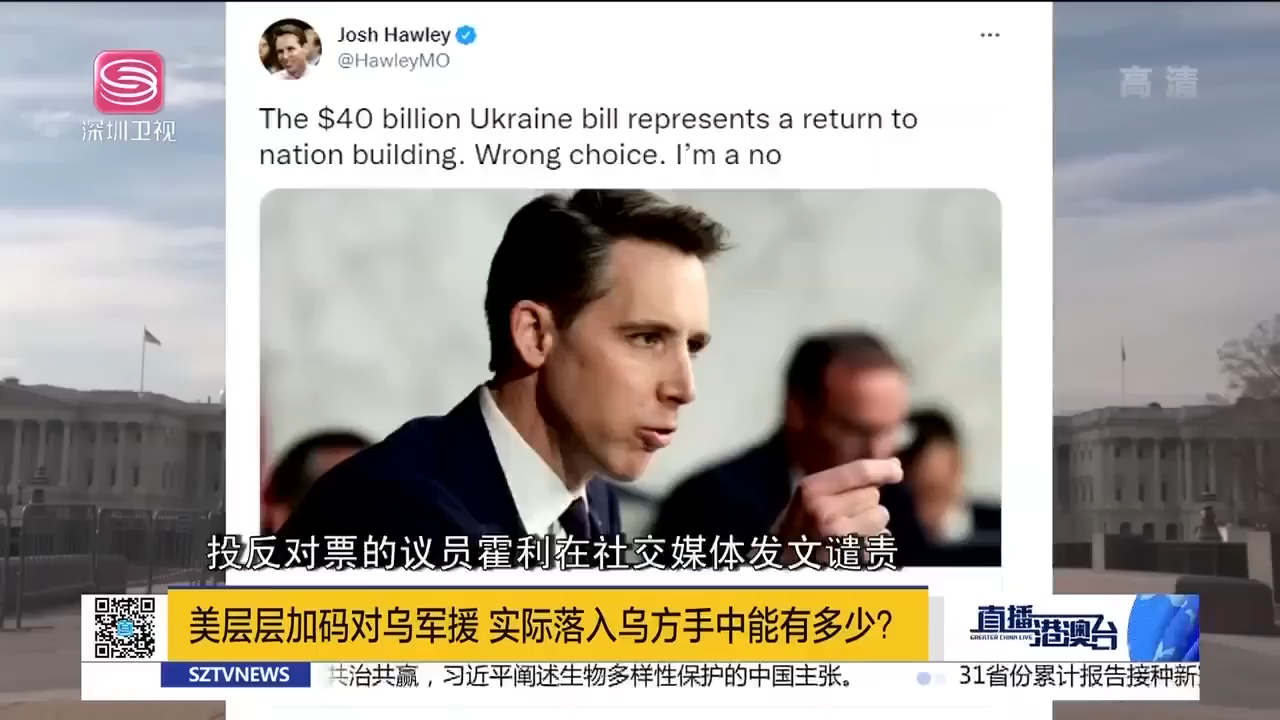 Josh Hawley
@HawleyMO
The $40 billion Ukraine bill represents a return to
nation building. Wrong choice. I'm a no
深圳卫视
高清
投反对票的议员霍利在社交媒体发文谴责
美层层加码对乌军援 实际落入乌方手中能有多少?
直播港澳台
GREATER CHINA LIVE
SZTVNEWS
共治共赢，习近平阐述生物多样性保护的中国主张。
31省份累计报告接种新